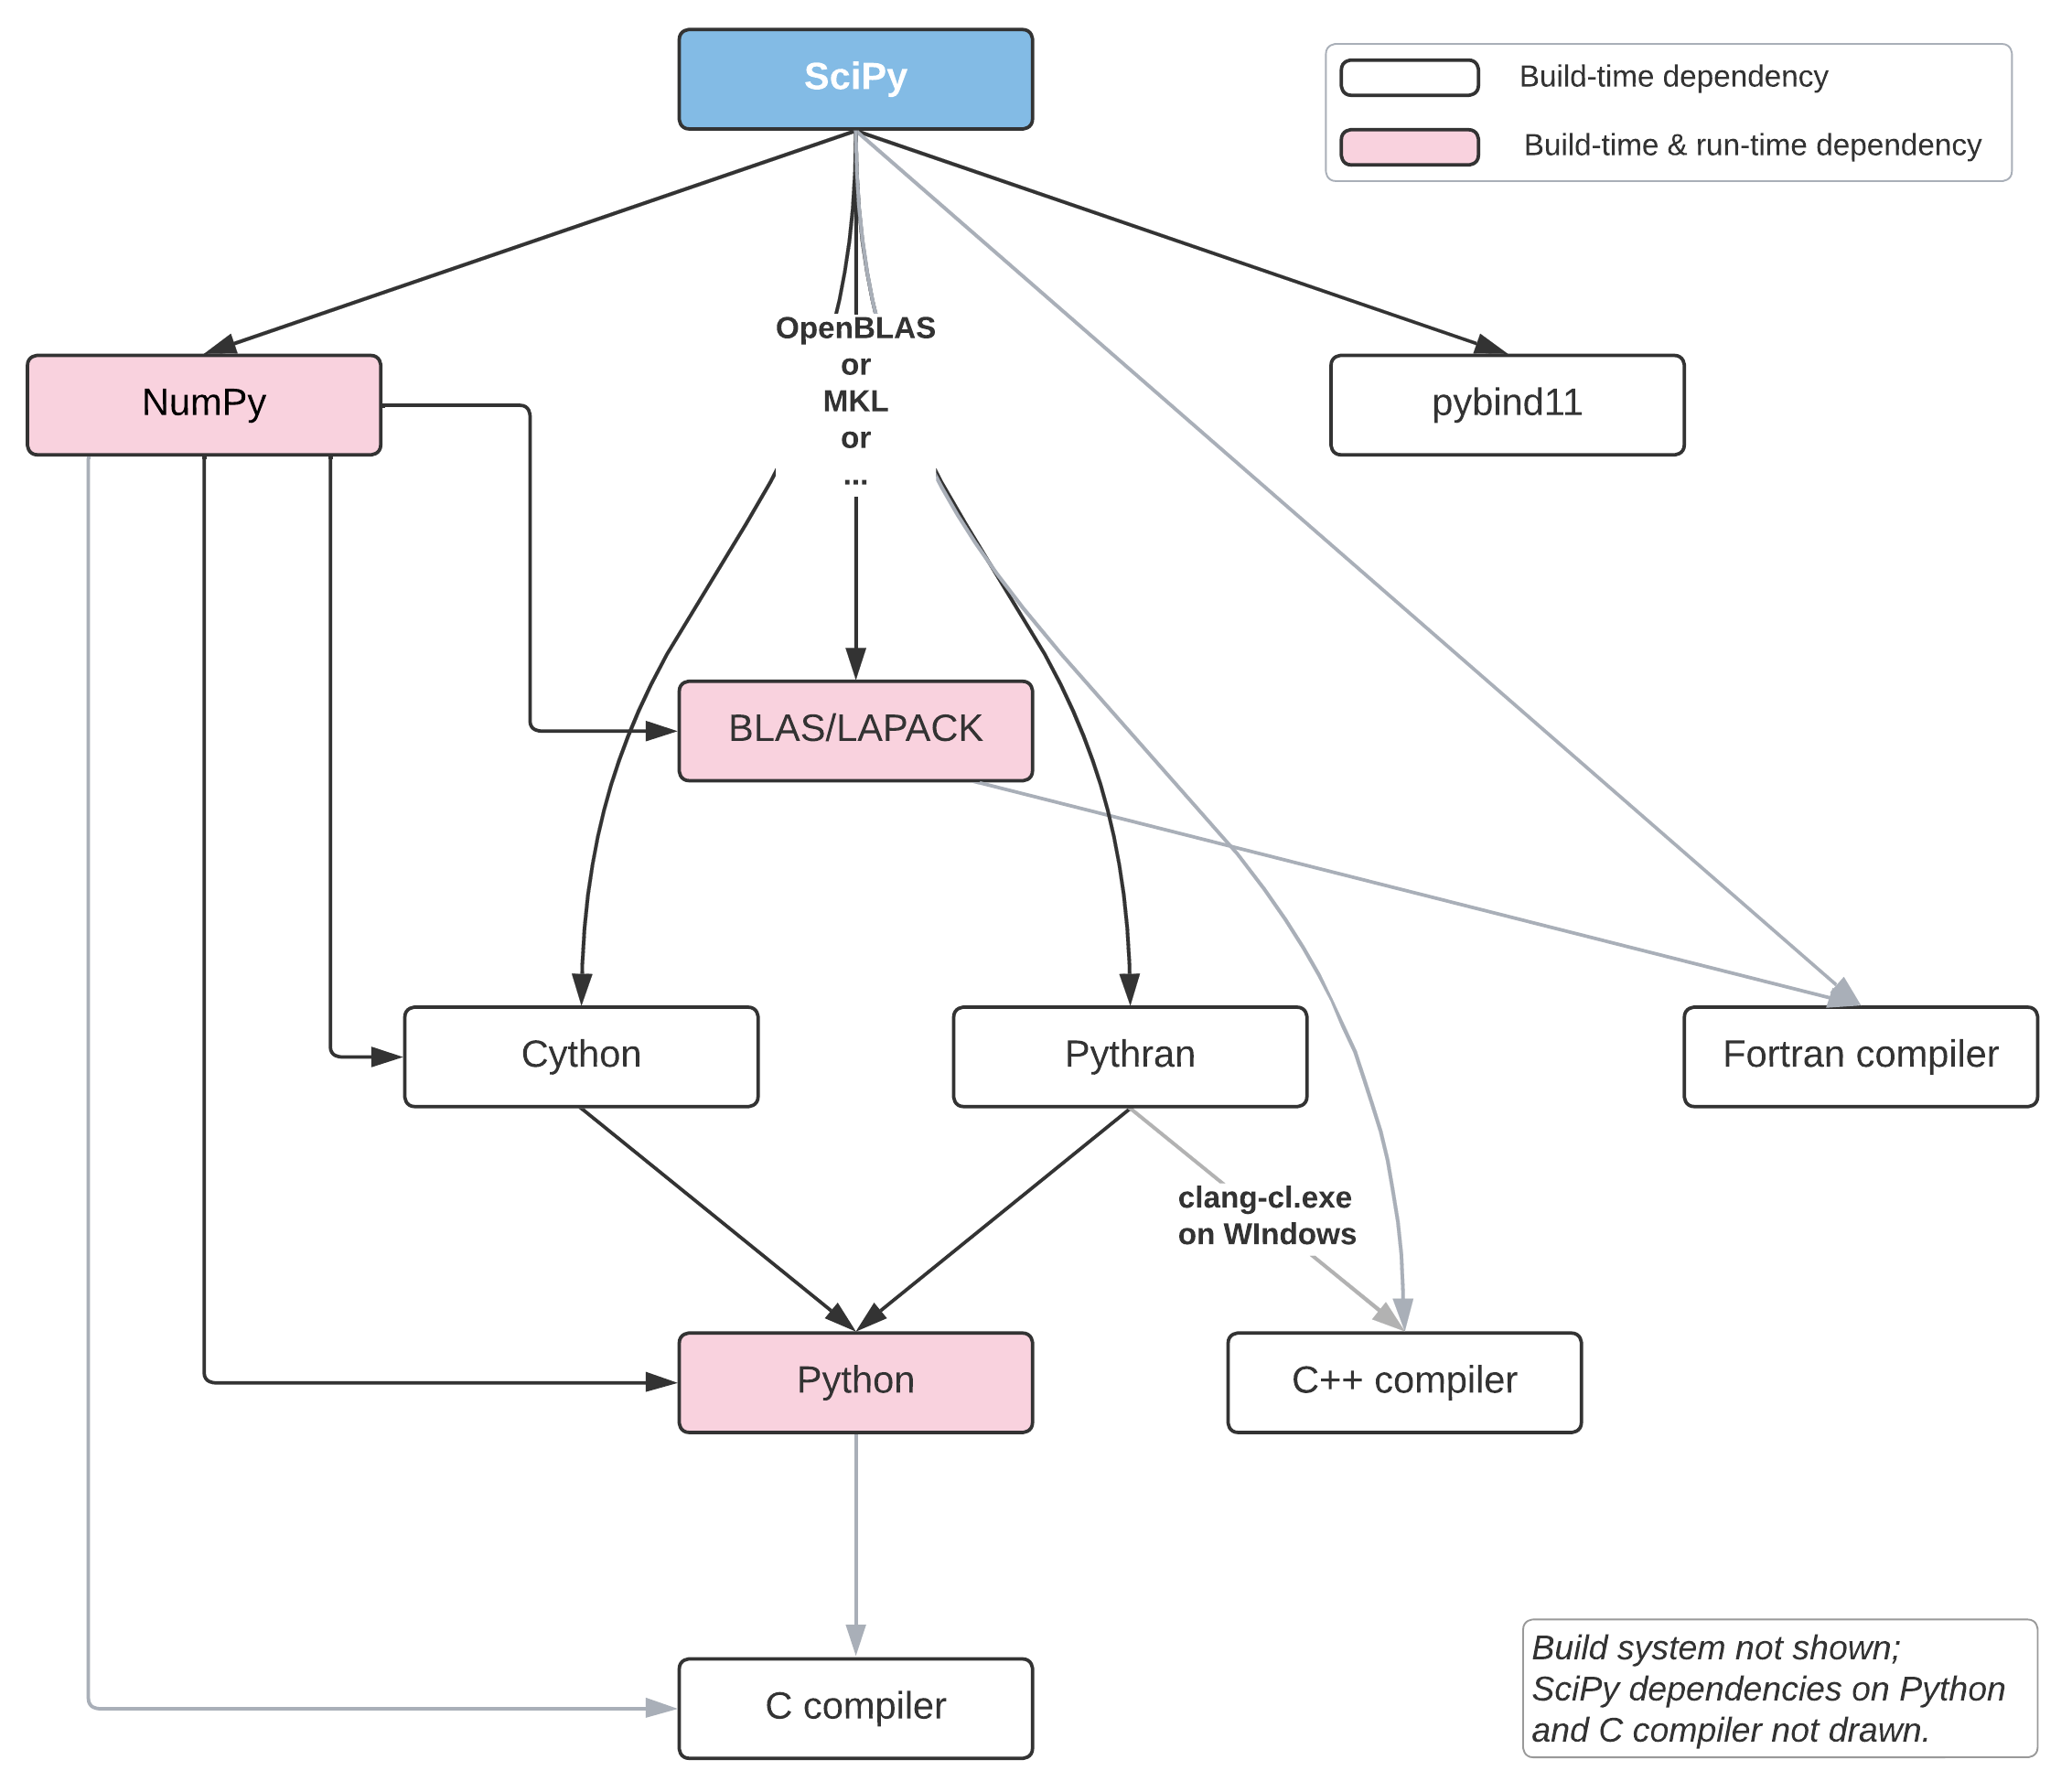 SciPy
Build-time dependency
Build-time & run-time dependency
OpenBLAS
or
MKL
or
...
NumPy
pybind11
BLAS/LAPACK
Cython
Pythran
Fortran compiler
clang-cl.exe
on WIndows
Python
C++ compiler
C compiler
Build system not shown;
SciPy dependencies on Python
and C compiler not drawn.